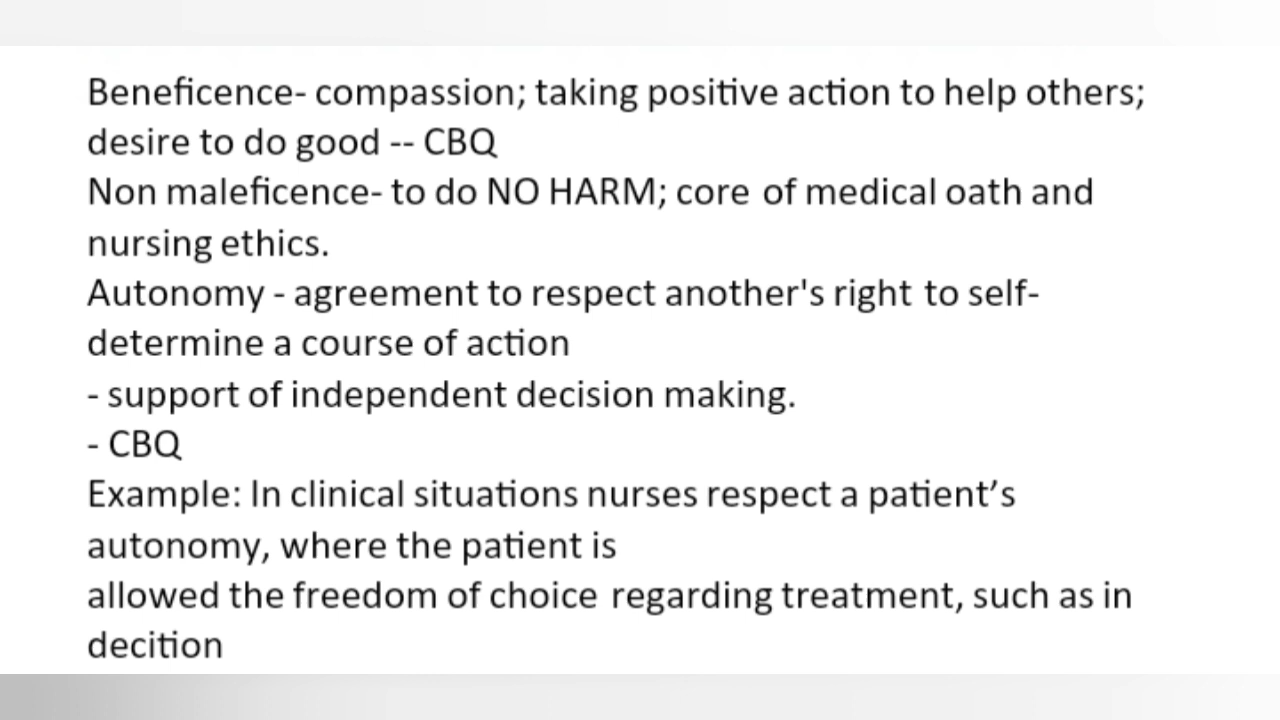 Beneficence- compassion; taking positive action to help others;
desire to do good -- CBQ
Non maleficence- to do NO HARM; core of medical oath and
nursing ethics.
Autonomy - agreement to respect another's right to self-
determine a course of action
- support of independent decision making.
- CBQ
Example: In clinical situations nurses respect a patient’s
autonomy, where the patient is
allowed the freedom of choice regarding treatment, such as in
decition